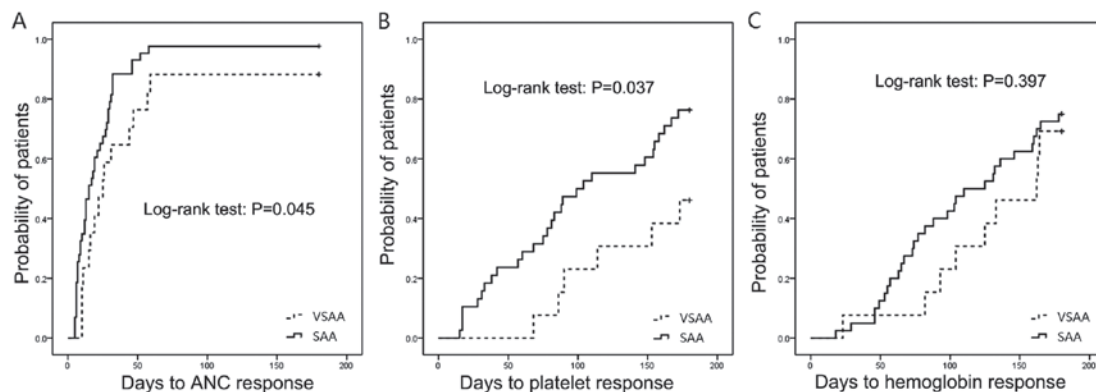 A
Probability of patients
1.0
0.8
0.6
0.4
0.2
0.0
Log-rank test: P=0.045
VSAA
SAA
0
50
100
150
200
Days to ANC response
B
Probability of patients
1.0
0.8
0.6
0.4
0.2
0.0
Log-rank test: P=0.037
VSAA
SAA
0
50
100
150
200
Days to platelet response
C
Probability of patients
1.0
0.8
0.6
0.4
0.2
0.0
Log-rank test: P=0.397
VSAA
SAA
0
50
100
150
200
Days to hemoglobin response